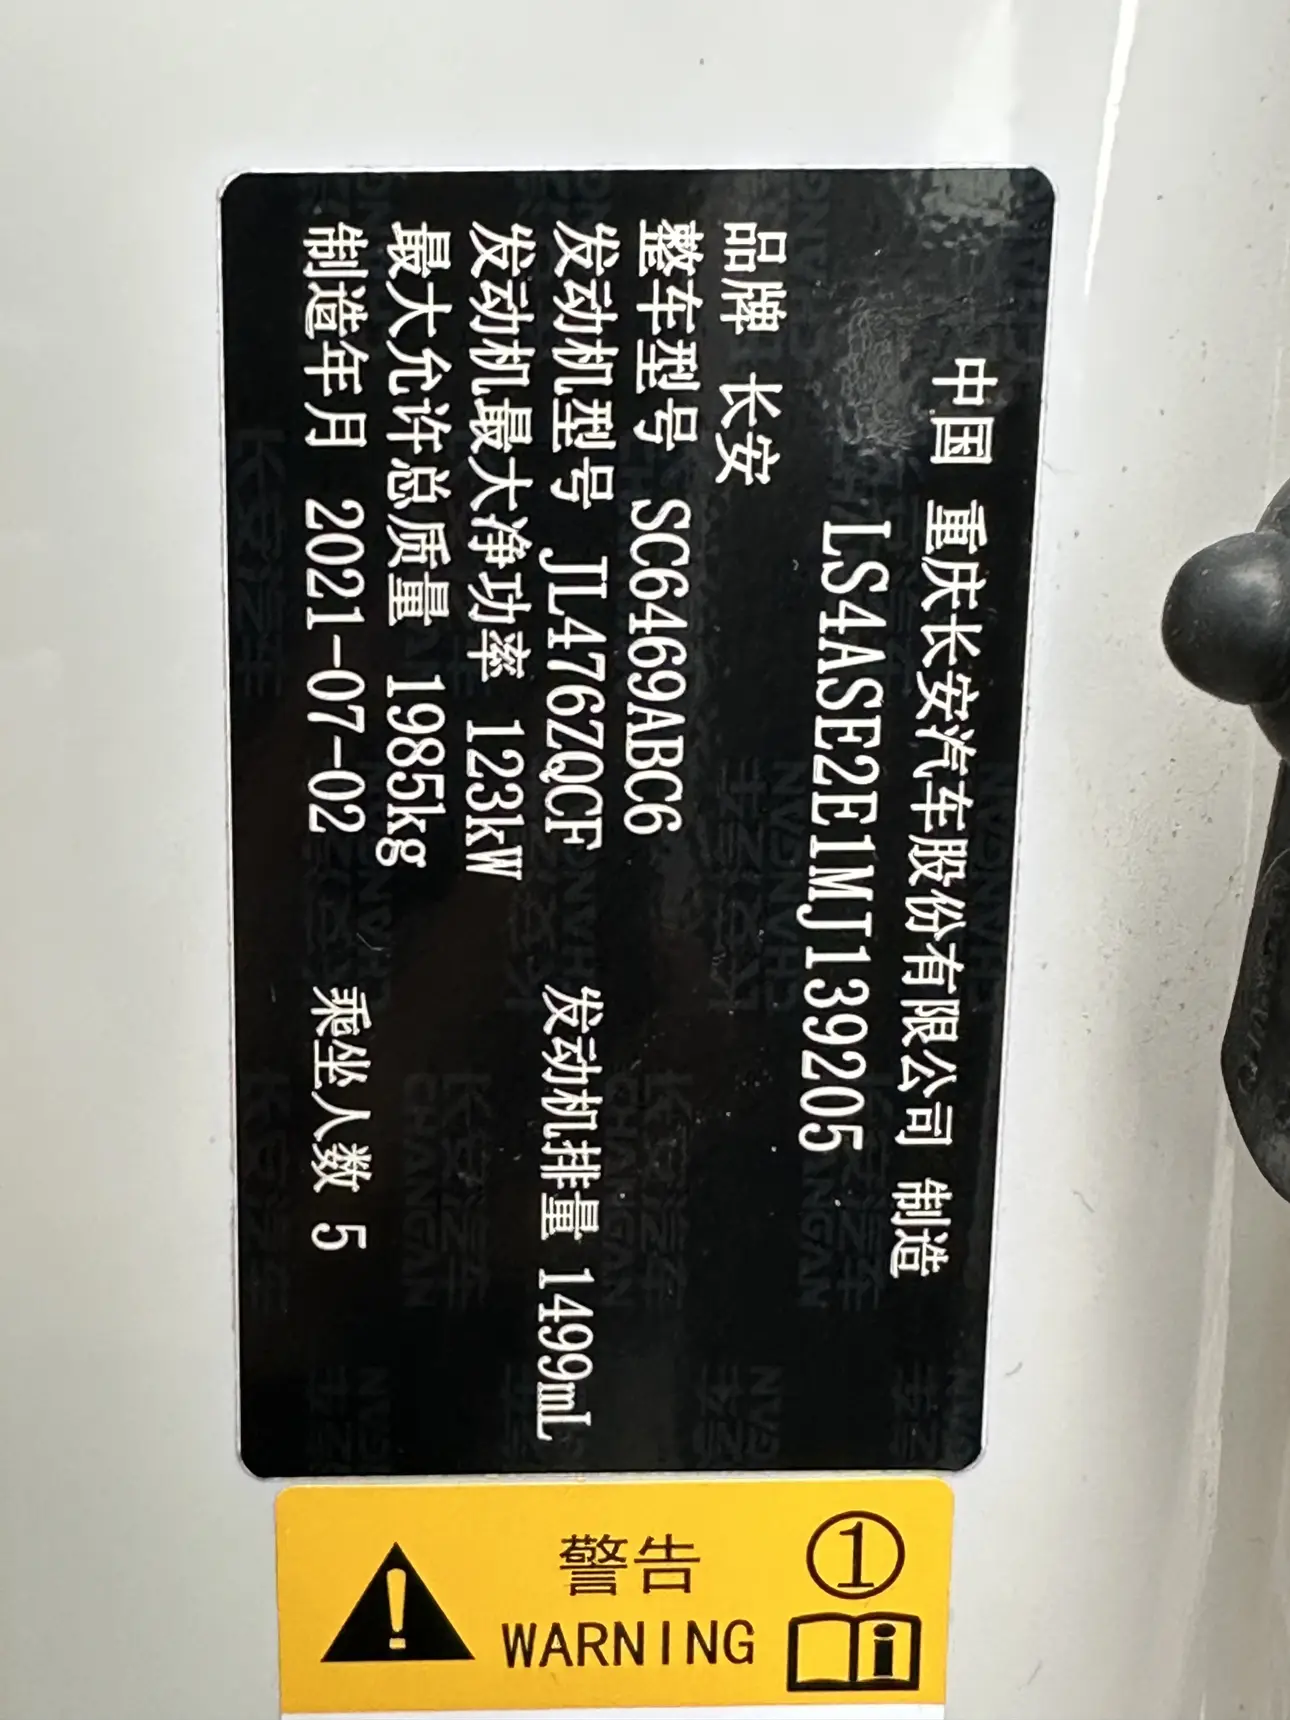 中国 重庆长安汽车股份有限公司 制造
LS4ASE2E1MJ139205
品牌 长安
整车型号 SC6469ABC6
发动机型号 JL476ZQCF 发动机排量 1499mL
发动机最大净功率 123kW
最大允许总质量 1985kg
制造年月 2021-07-02 乘坐人数 5
警告 ①
WARNING